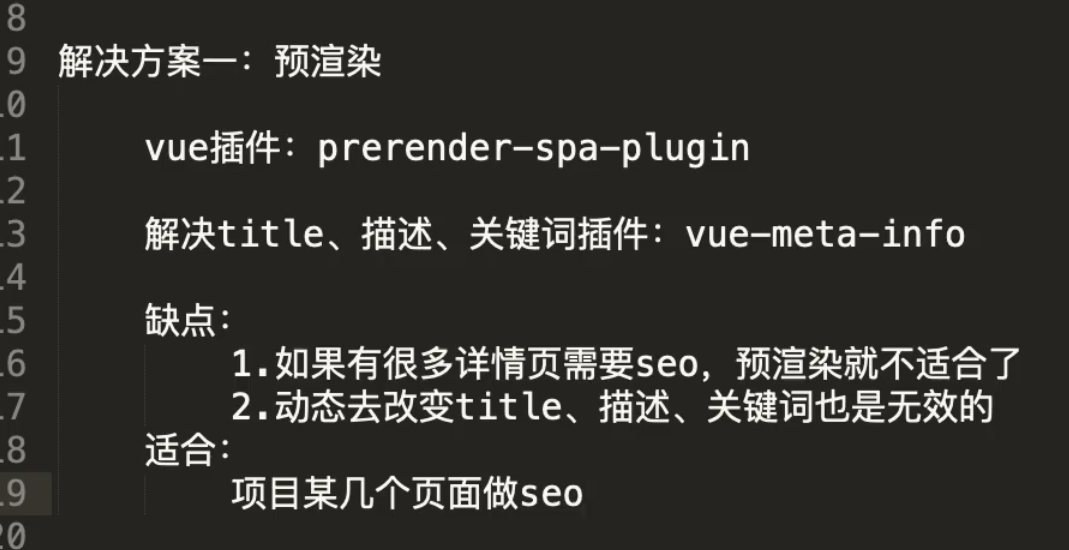 8
9 解决方案一：预渲染
10
11 vue插件：prerender-spa-plugin
12
13 解决title、描述、关键词插件：vue-meta-info
14
15 缺点：
16 1.如果有很多详情页需要seo，预渲染就不适合了
17 2.动态去改变title、描述、关键词也是无效的
18 适合：
19 项目某几个页面做seo
20